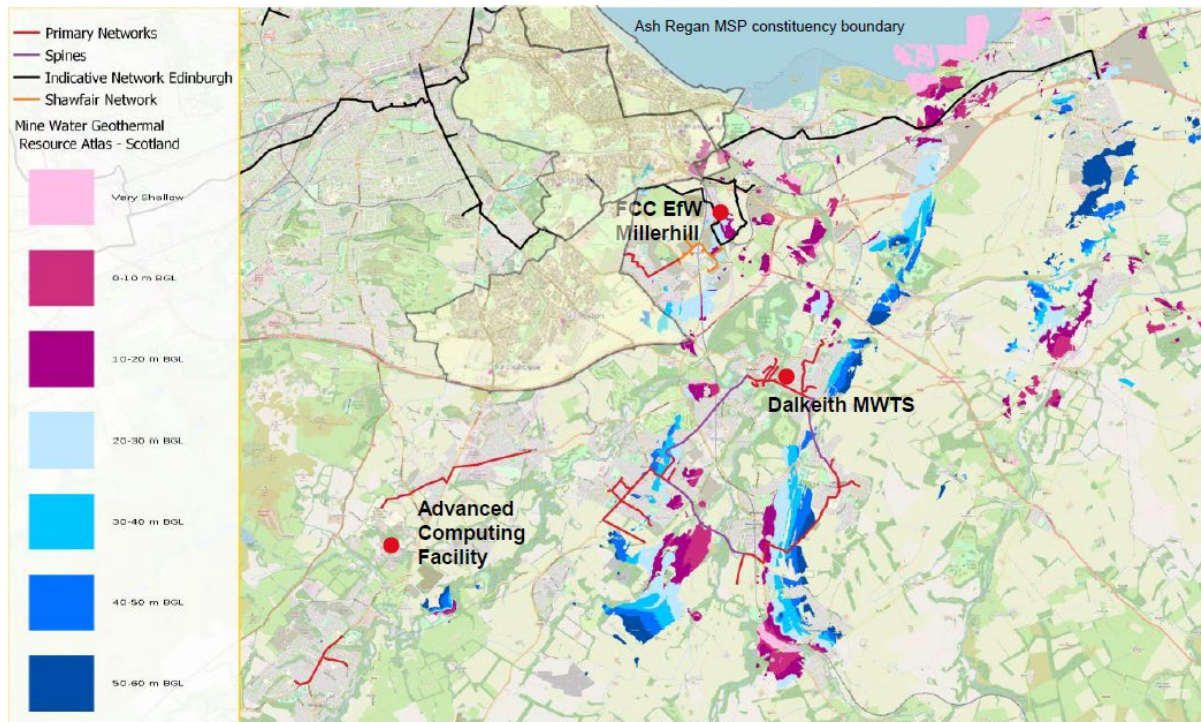 Primary Networks
Spines
Indicative Network Edinburgh
Shawfair Network
Mine Water Geothermal
Resource Atlas - Scotland
Very Shallow
0-10 m BGL
10-20 m BGL
20-30 m BGL
30-40 m BGL
40-50 m BGL
50-60 m BGL
Ash Regan MSP constituency boundary
FCC EfW
Millerhill
Dalkeith MWTS
Advanced
Computing
Facility